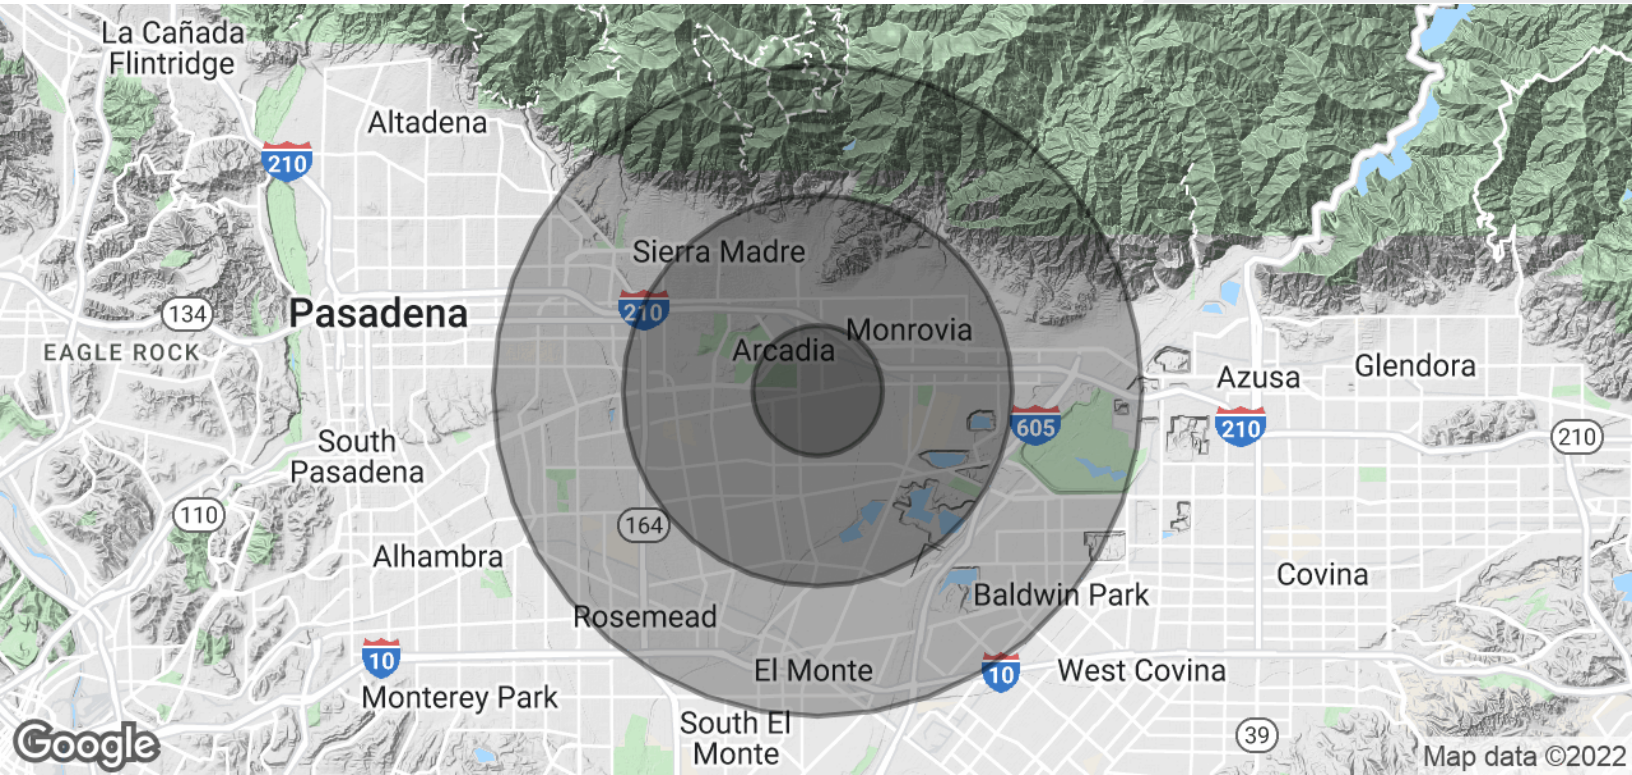 La Cañada
Flintridge
Altadena
210
Sierra Madre
134
Pasadena
210
Monrovia
EAGLE ROCK
Arcadia
Glendora
Azusa
605
210
210
South
Pasadena
110
164
Alhambra
Covina
Baldwin Park
Rosemead
10
El Monte
10
West Covina
Monterey Park
South El
Monte
39
Google
Map data ©2022